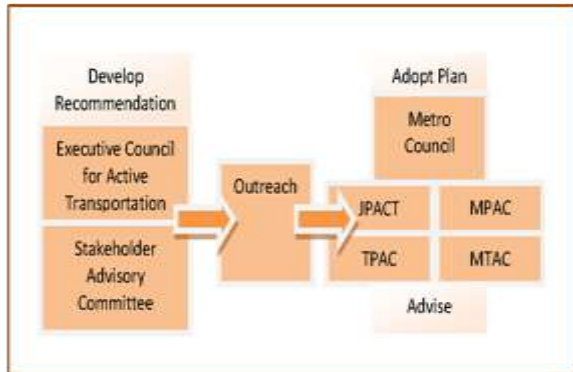 Develop
Recommendation
Executive Council
for Active
Transportation
Stakeholder
Advisory
Committee
Outreach
Adopt Plan
Metro
Council
JPACT
MPAC
TPAC
MTAC
Advise